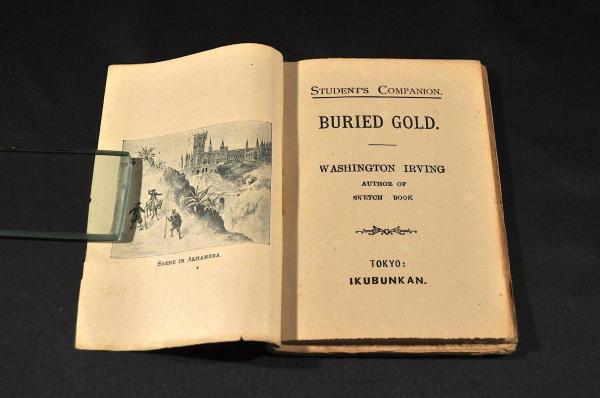 SCENE IN ALHAMBRA
STUDENT'S COMPANION.
BURIED GOLD.
WASHINGTON IRVING
AUTHOR OF
SKETCH BOOK
TOKYO:
IKUBUNKAN.